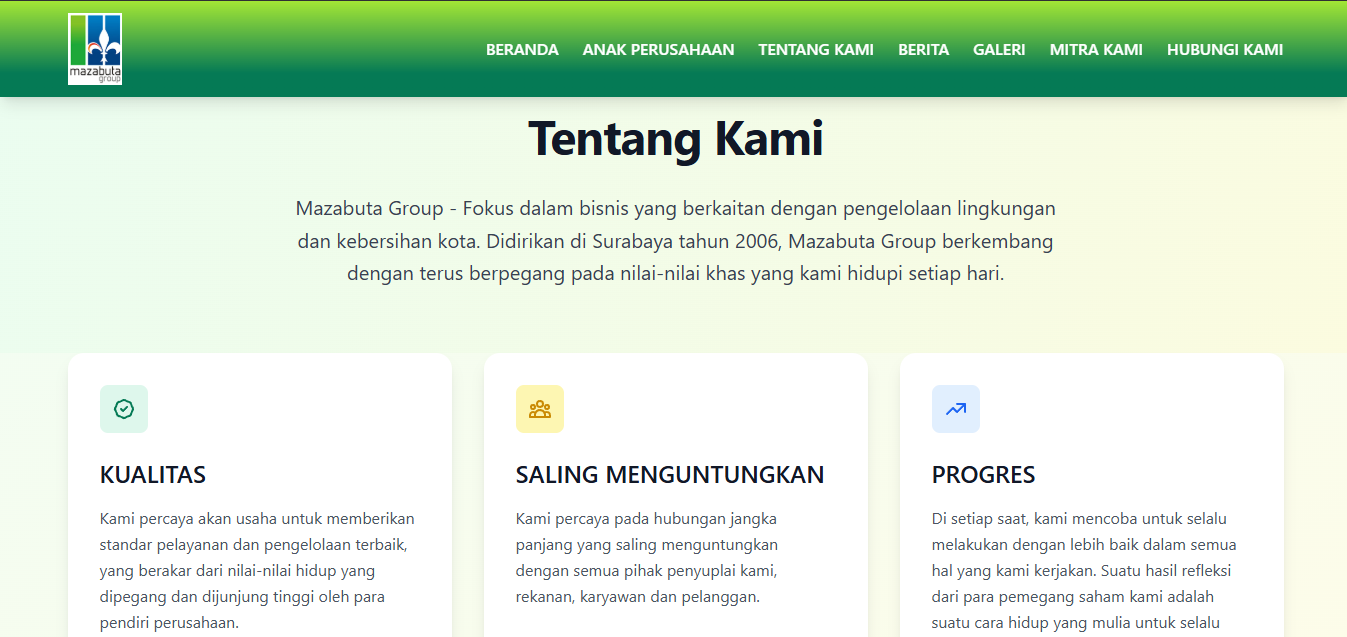 mazabuta
group
BERANDA ANAK PERUSAHAAN TENTANG KAMI BERITA GALERI MITRA KAMI HUBUNGI KAMI
Tentang Kami
Mazabuta Group - Fokus dalam bisnis yang berkaitan dengan pengelolaan lingkungan
dan kebersihan kota. Didirikan di Surabaya tahun 2006, Mazabuta Group berkembang
dengan terus berpegang pada nilai-nilai khas yang kami hidupi setiap hari.
KUALITAS
Kami percaya akan usaha untuk memberikan
standar pelayanan dan pengelolaan terbaik,
yang berakar dari nilai-nilai hidup yang
dipegang dan dijunjung tinggi oleh para
pendiri perusahaan.
SALING MENGUNTUNGKAN
Kami percaya pada hubungan jangka
panjang yang saling menguntungkan
dengan semua pihak penyuplai kami,
rekanan, karyawan dan pelanggan.
PROGRES
Di setiap saat, kami mencoba untuk selalu
melakukan dengan lebih baik dalam semua
hal yang kami kerjakan. Suatu hasil refleksi
dari para pemegang saham kami adalah
suatu cara hidup yang mulia untuk selalu